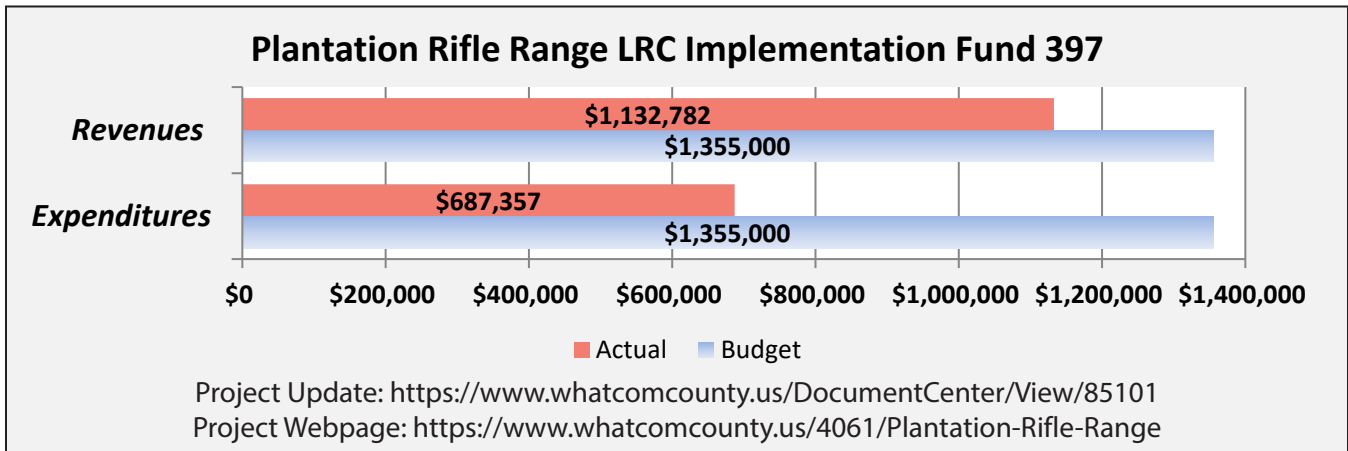 Plantation Rifle Range LRC Implementation Fund 397
Revenues
$1,132,782
$1,355,000
Expenditures
$687,357
$1,355,000
$0 $200,000 $400,000 $600,000 $800,000 $1,000,000 $1,200,000 $1,400,000
Actual Budget
Project Update: https://www.whatcomcounty.us/DocumentCenter/View/85101
Project Webpage: https://www.whatcomcounty.us/4061/Plantation-Rifle-Range